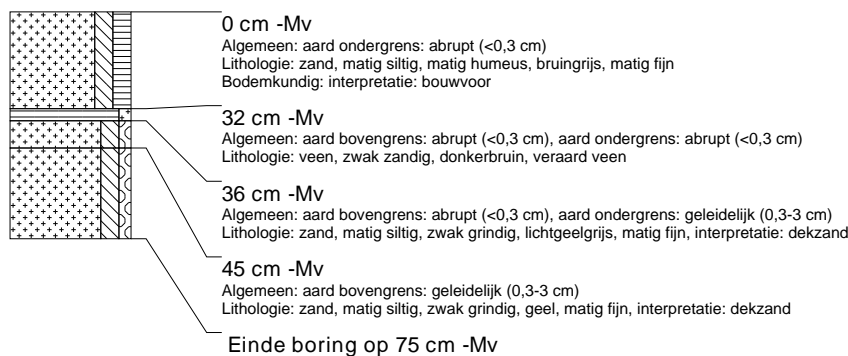 0 cm -Mv
Algemeen: aard ondergrens: abrupt (<0,3 cm)
Lithologie: zand, matig siltig, matig humeus, bruingrijs, matig fijn
Bodemkundig: interpretatie: bouwvoor
32 cm -Mv
Algemeen: aard bovengrens: abrupt (<0,3 cm), aard ondergrens: abrupt (<0,3 cm)
Lithologie: veen, zwak zandig, donkerbruin, veraard veen
36 cm -Mv
Algemeen: aard bovengrens: abrupt (<0,3 cm), aard ondergrens: geleidelijk (0,3-3 cm)
Lithologie: zand, matig siltig, zwak grindig, lichtgeelgrijs, matig fijn, interpretatie: dekzand
45 cm -Mv
Algemeen: aard bovengrens: geleidelijk (0,3-3 cm)
Lithologie: zand, matig siltig, zwak grindig, geel, matig fijn, interpretatie: dekzand
Einde boring op 75 cm -Mv